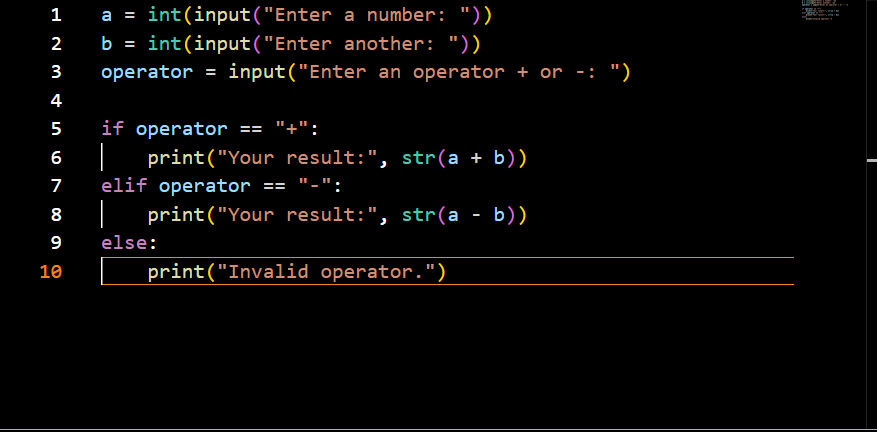 1 a = int(input("Enter a number: "))
2 b = int(input("Enter another: "))
3 operator = input("Enter an operator + or -: ")
4
5 if operator == "+":
6     print("Your result:", str(a + b))
7 elif operator == "-":
8     print("Your result:", str(a - b))
9 else:
10     print("Invalid operator.")